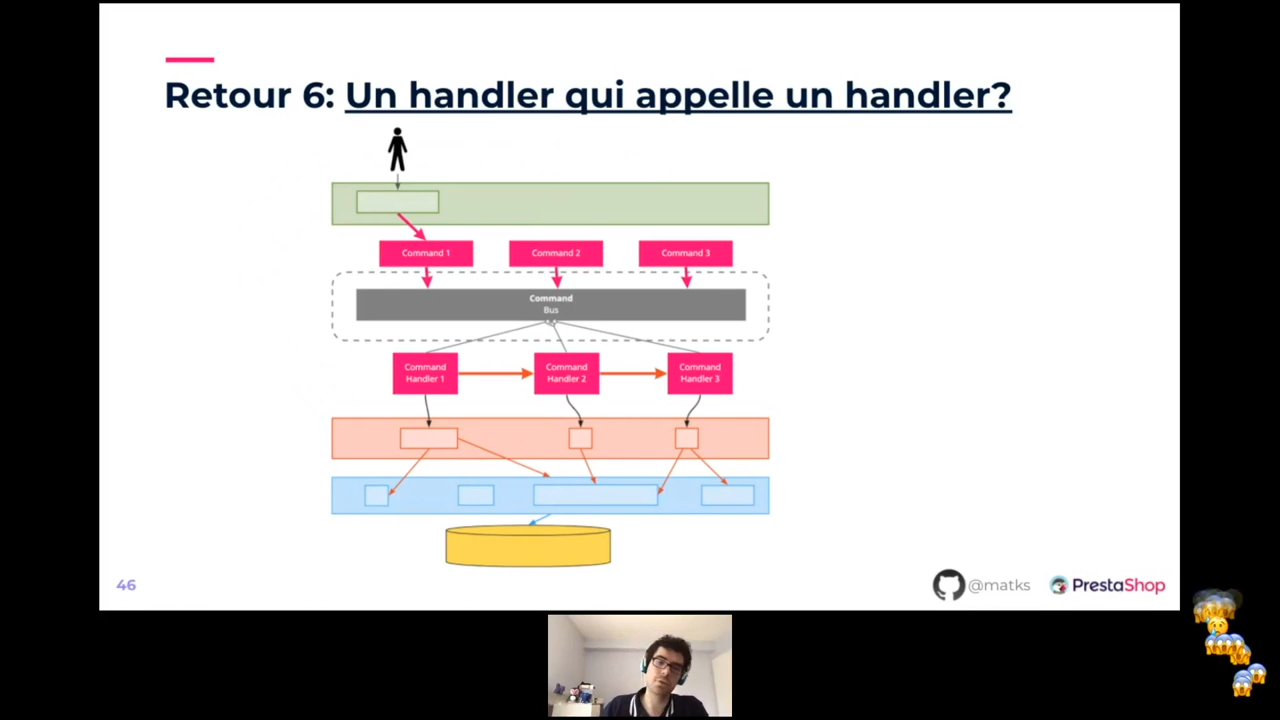 Retour 6: Un handler qui appelle un handler?
Command 1
Command 2
Command 3
Command
Bus
Command
Handler 1
Command
Handler 2
Command
Handler 3
46
@matks
PrestaShop